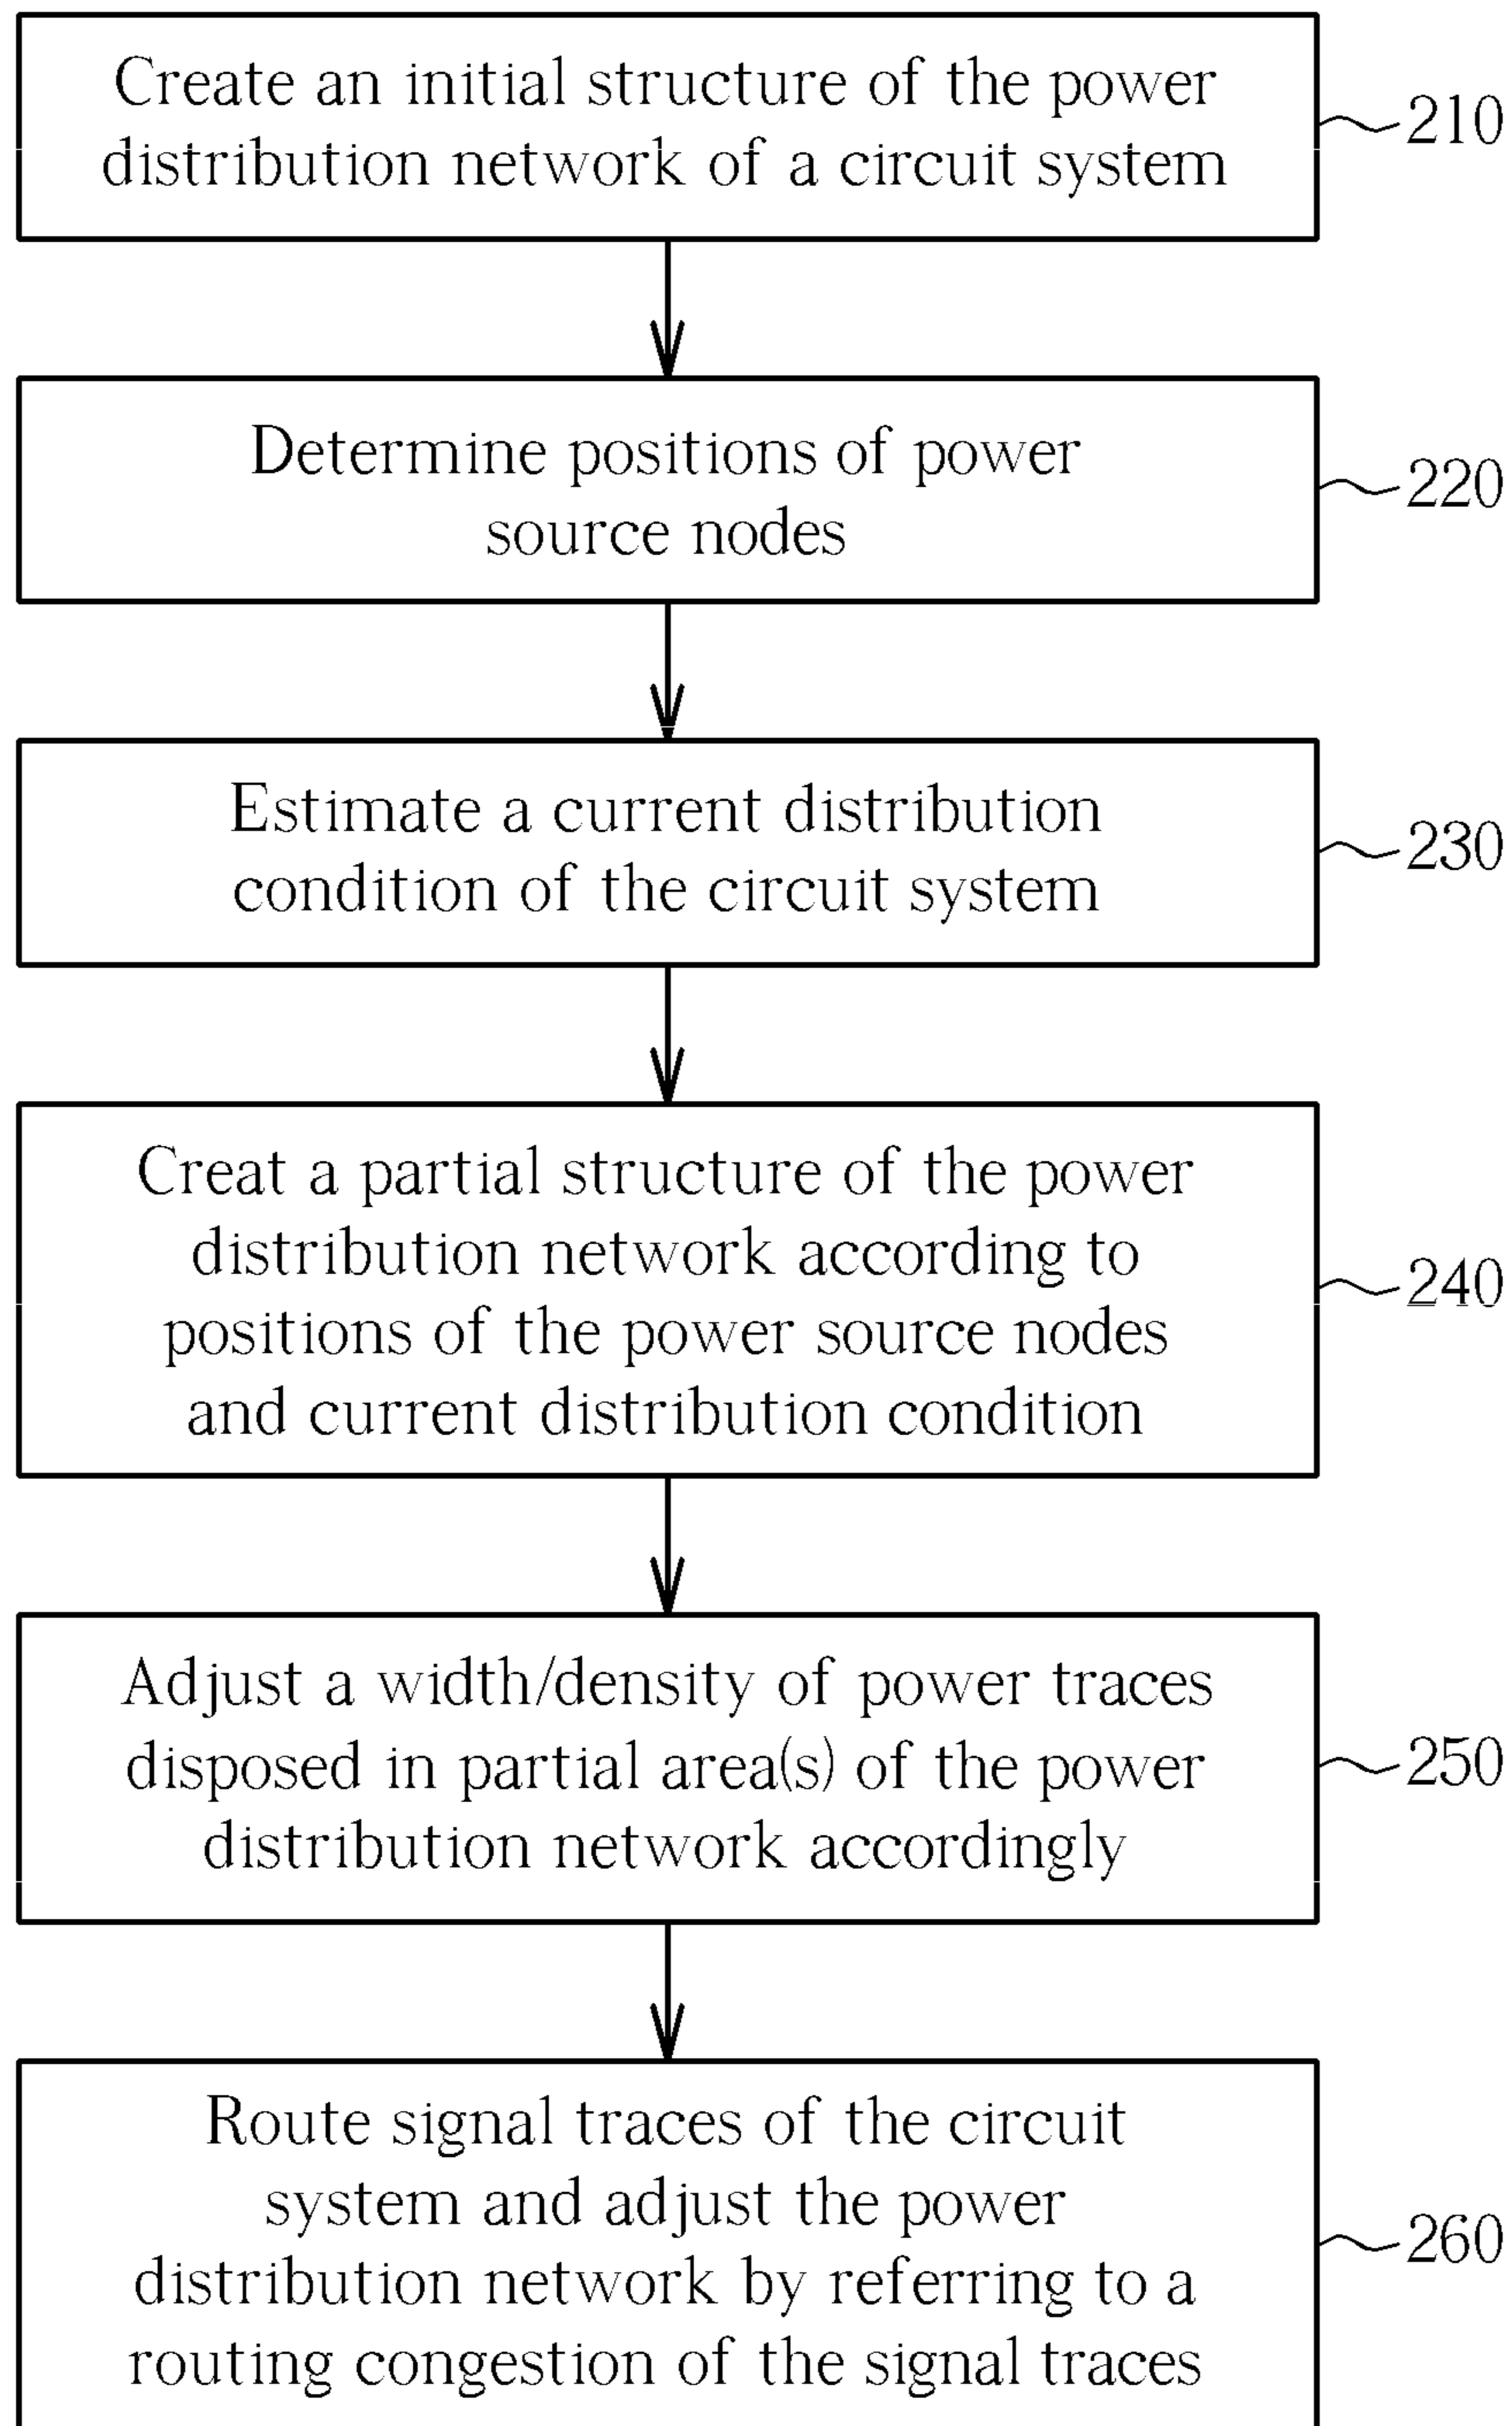 Create an initial structure of the power
distribution network of a circuit system
210
Determine positions of power
source nodes
220
Estimate a current distribution
condition of the circuit system
230
Creat a partial structure of the power
distribution network according to
positions of the power source nodes
and current distribution condition
240
Adjust a width/density of power traces
disposed in partial area(s) of the power
distribution network accordingly
250
Route signal traces of the circuit
system and adjust the power
distribution network by referring to a
routing congestion of the signal traces
260